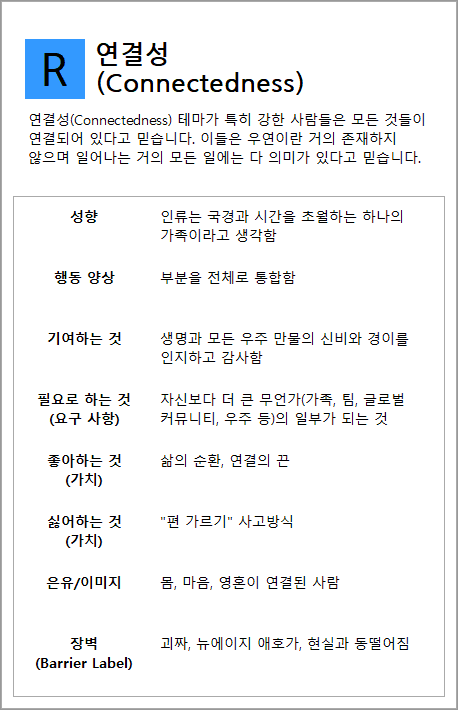 R
연결성
(Connectedness)
연결성(Connectedness) 테마가 특히 강한 사람들은 모든 것들이
연결되어 있다고 믿습니다. 이들은 우연이란 거의 존재하지
않으며 일어나는 거의 모든 일에는 다 의미가 있다고 믿습니다.
성향
인류는 국경과 시간을 초월하는 하나의
가족이라고 생각함
행동 양상
부분을 전체로 통합함
기여하는 것
생명과 모든 우주 만물의 신비와 경이를
인지하고 감사함
필요로 하는 것
(요구 사항)
자신보다 더 큰 무언가(가족, 팀, 글로벌
커뮤니티, 우주 등)의 일부가 되는 것
좋아하는 것
(가치)
삶의 순환, 연결의 끈
싫어하는 것
(가치)
"편 가르기" 사고방식
은유/이미지
몸, 마음, 영혼이 연결된 사람
장벽
(Barrier Label)
괴짜, 뉴에이지 애호가, 현실과 동떨어짐